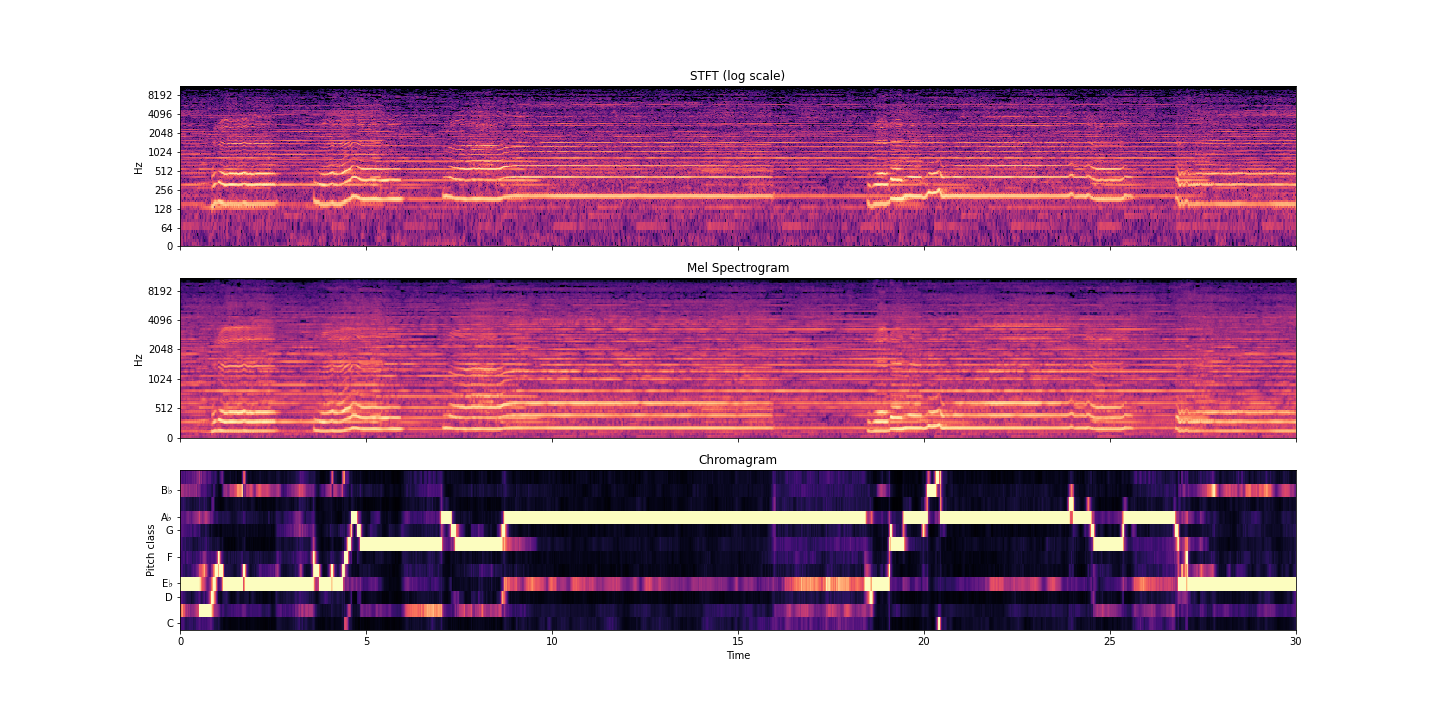 STFT (log scale)
8192
4096
2048
1024
512
256
128
64
0
Hz
Mel Spectrogram
8192
4096
2048
1024
512
0
Hz
Chromagram
B♭
A♭
G
F
E♭
D
C
Pitch class
0 5 10 15 20 25 30
Time